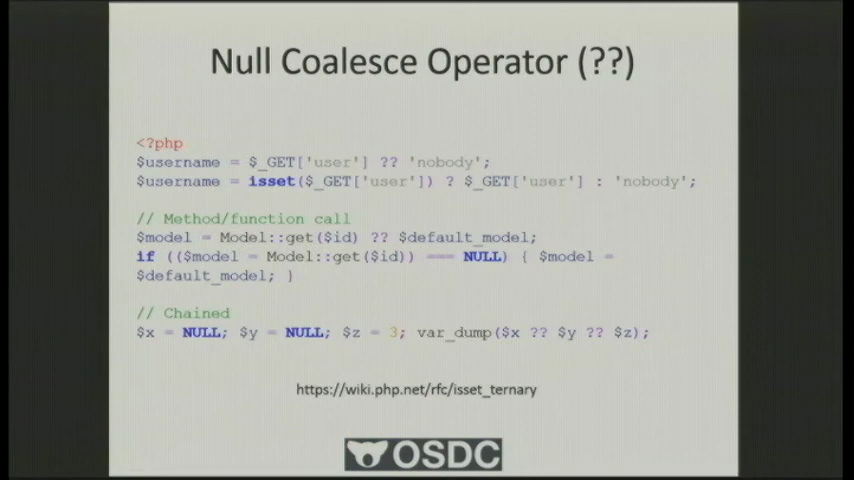 Null Coalesce Operator (??)
<?php
$username = $_GET['user'] ?? 'nobody';
$username = isset($_GET['user']) ? $_GET['user'] : 'nobody';
// Method/function call
$model = Model::get($id) ?? $default_model;
if (($model = Model::get($id)) === NULL) { $model =
$default_model; }
// Chained
$x = NULL; $y = NULL; $z = 3; var_dump($x ?? $y ?? $z);
https://wiki.php.net/rfc/isset_ternary
OSDC